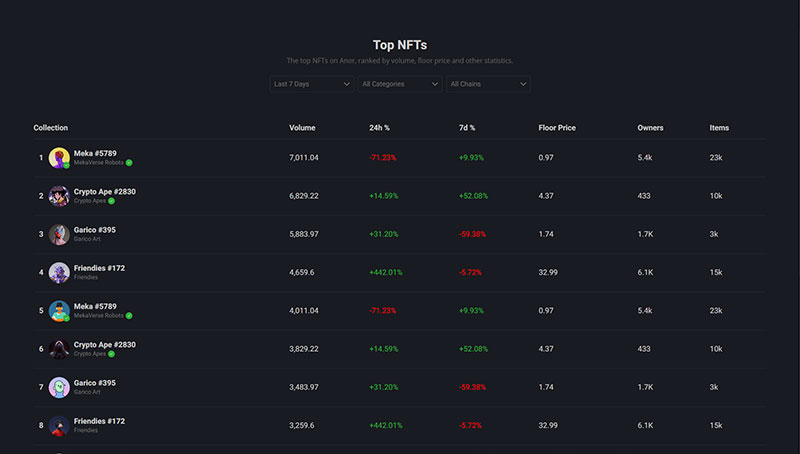 Top NFTs
The top NFTs on Anor, ranked by volume, floor price and other statistics.
Last 7 Days All Categories All Chains
Collection Volume 24h % 7d % Floor Price Owners Items
1 Meka #5789 7,011.04 -71.23% +9.93% 0.97 5.4k 23k
MekaVerse Robots
2 Crypto Ape #2830 6,829.22 +14.59% +52.08% 4.37 433 10k
Crypto Apes
3 Garico #395 5,883.97 +31.20% -59.38% 1.74 1.7K 3k
Garico Art
4 Friendies #172 4,659.6 +442.01% -5.72% 32.99 6.1K 15k
Friendies
5 Meka #5789 4,011.04 -71.23% +9.93% 0.97 5.4k 23k
MekaVerse Robots
6 Crypto Ape #2830 3,829.22 +14.59% +52.08% 4.37 433 10k
Crypto Apes
7 Garico #395 3,483.97 +31.20% -59.38% 1.74 1.7K 3k
Garico Art
8 Friendies #172 3,259.6 +442.01% -5.72% 32.99 6.1K 15k
Friendies